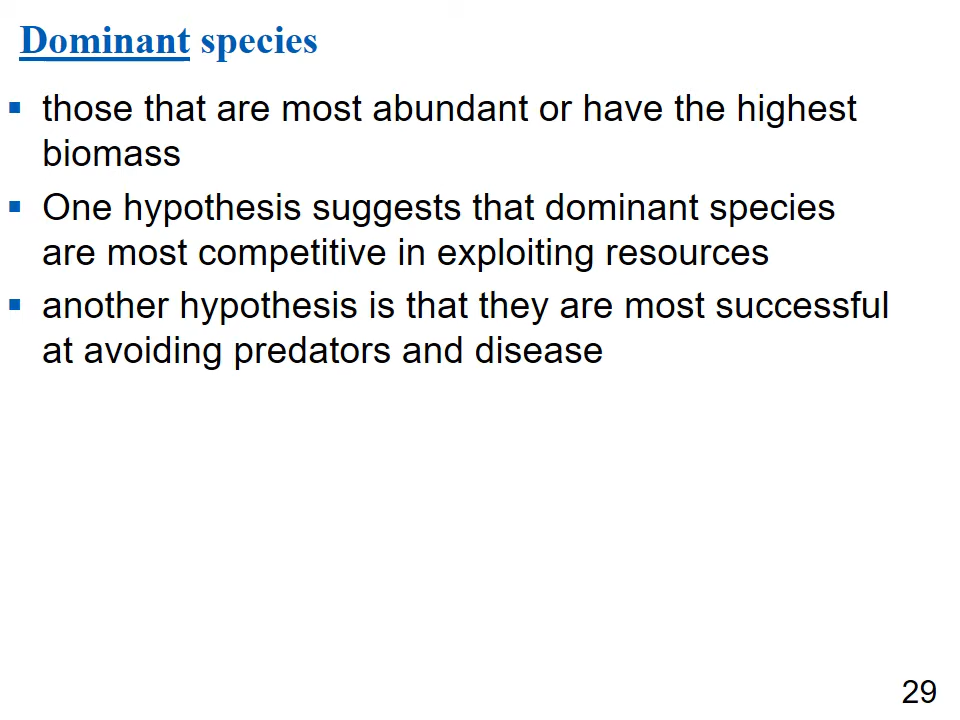 Dominant species
▪ those that are most abundant or have the highest
biomass
▪ One hypothesis suggests that dominant species
are most competitive in exploiting resources
▪ another hypothesis is that they are most successful
at avoiding predators and disease
29